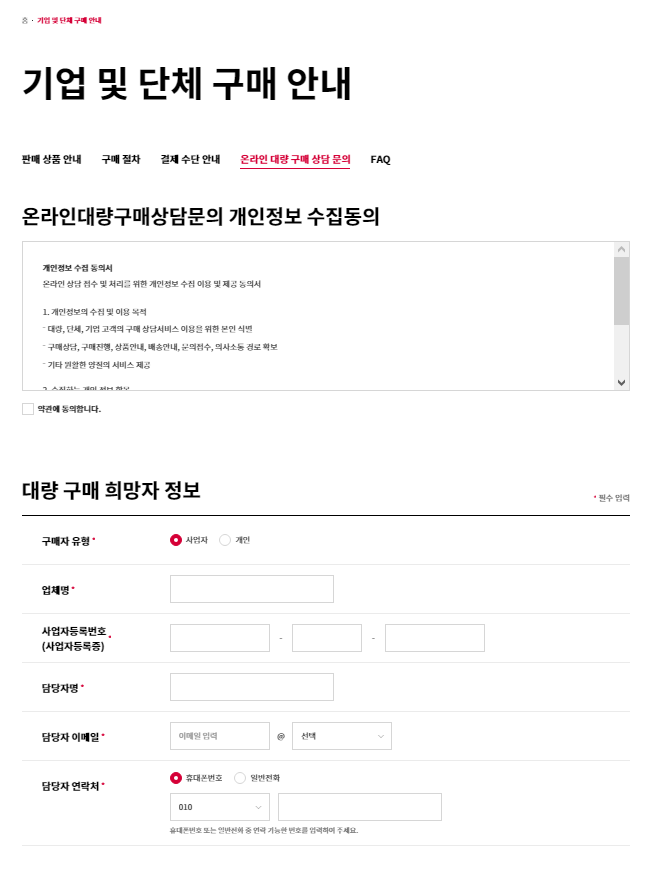 홈 · 기업 및 단체 구매 안내
기업 및 단체 구매 안내
판매 상품 안내 구매 절차 결제 수단 안내 온라인 대량 구매 상담 문의 FAQ
온라인대량구매상담문의 개인정보 수집동의
개인정보 수집 동의서
온라인 상담 접수 및 처리를 위한 개인정보 수집 이용 및 제공 동의서
1. 개인정보의 수집 및 이용 목적
- 대량, 단체, 기업 고객의 구매 상담서비스 이용을 위한 본인 식별
- 구매상담, 구매진행, 상품안내, 배송안내, 문의접수, 의사소통 경로 확보
- 기타 원활한 양질의 서비스 제공
2. 수집하는 개인 정보 항목
약관에 동의합니다.
대량 구매 희망자 정보
* 필수 입력
구매자 유형 * 사업자 개인
업체명 *
사업자등록번호
(사업자등록증) * - -
담당자명 *
담당자 이메일 * 이메일 입력 @ 선택
담당자 연락처 * 휴대폰번호 일반전화
010
휴대폰번호 또는 일반전화 중 연락 가능한 번호를 입력하여 주세요.